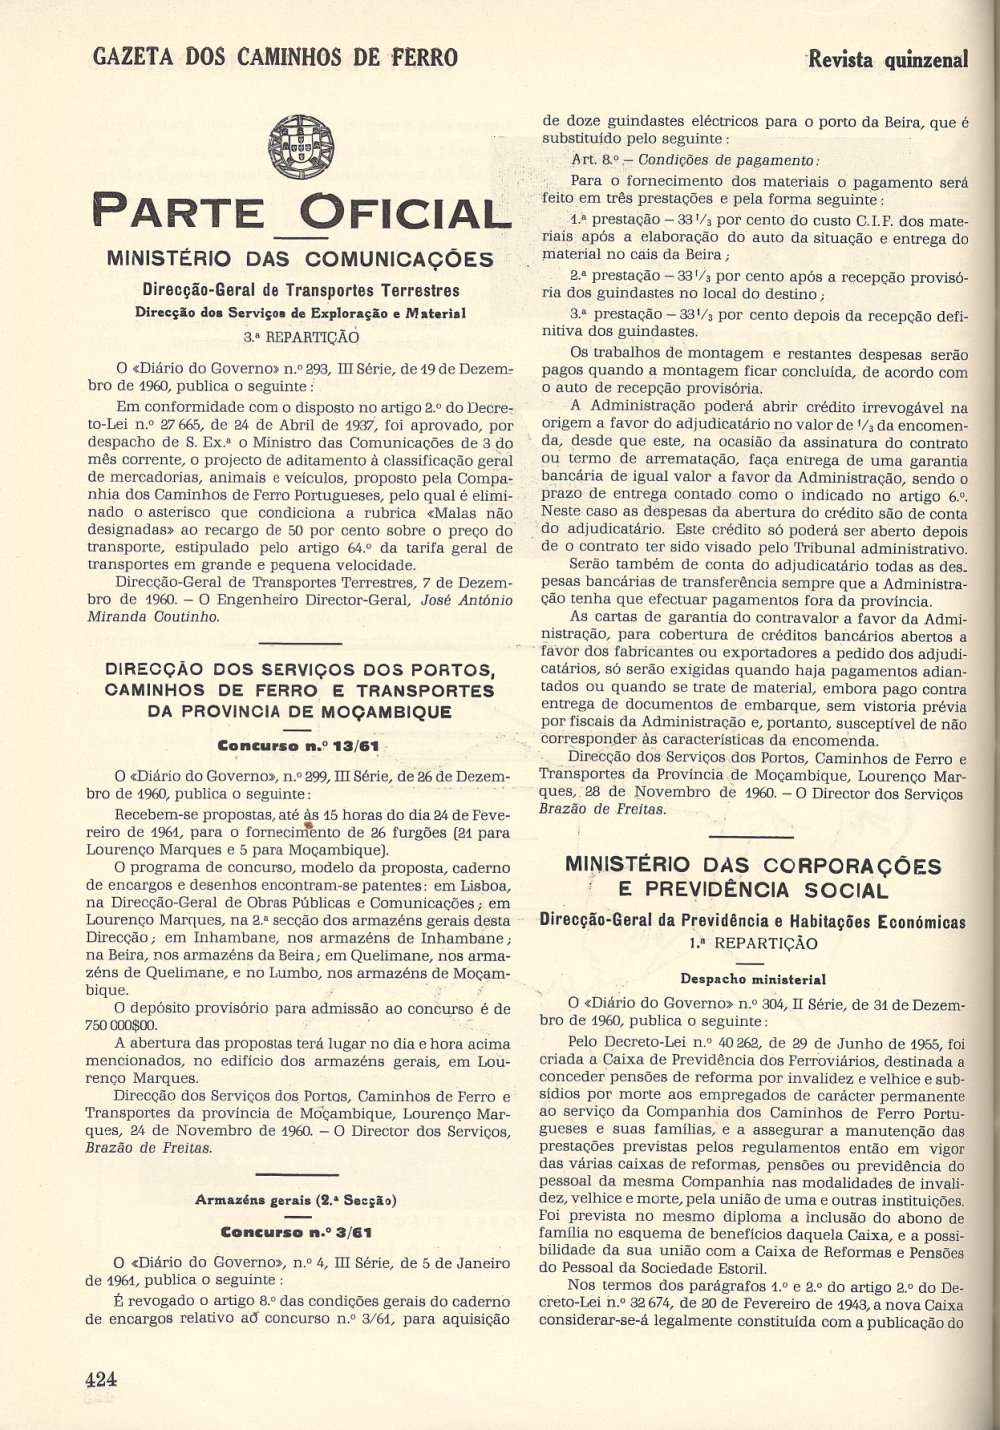 GAZETA DOS CAMINHOS DE FERRO
Revista quinzenal
PARTE OFICIAL
MINISTÉRIO DAS COMUNICAÇÕES
Direcção-Geral de Transportes Terrestres
Direcção dos Serviços de Exploração e Material
3.ª REPARTIÇÃO
O «Diário do Governo» n.º 293, III Série, de 19 de Dezem-
bro de 1960, publica o seguinte:
Em conformidade com o disposto no artigo 2.º do Decre-
to-Lei n.º 27 665, de 24 de Abril de 1937, foi aprovado, por
despacho de S. Ex.ª o Ministro das Comunicações de 3 do
mês corrente, o projecto de aditamento à classificação geral
de mercadorias, animais e veículos, proposto pela Compa-
nhia dos Caminhos de Ferro Portugueses, pelo qual é elimi-
nado o asterisco que condiciona a rubrica «Malas não
designadas» ao recargo de 50 por cento sobre o preço do
transporte, estipulado pelo artigo 64.º da tarifa geral de
transportes em grande e pequena velocidade.
Direcção-Geral de Transportes Terrestres, 7 de Dezem-
bro de 1960. — O Engenheiro Director-Geral, José António
Miranda Coutinho.
DIRECÇÃO DOS SERVIÇOS DOS PORTOS,
CAMINHOS DE FERRO E TRANSPORTES
DA PROVINCIA DE MOÇAMBIQUE
Concurso n.º 13/61
O «Diário do Governo», n.º 299, III Série, de 26 de Dezem-
bro de 1960, publica o seguinte:
Recebem-se propostas, até às 15 horas do dia 24 de Feve-
reiro de 1961, para o fornecimento de 26 furgões (21 para
Lourenço Marques e 5 para Moçambique).
O programa de concurso, modelo da proposta, caderno
de encargos e desenhos encontram-se patentes: em Lisboa,
na Direcção-Geral de Obras Públicas e Comunicações; em
Lourenço Marques, na 2.ª secção dos armazéns gerais desta
Direcção; em Inhambane, nos armazéns de Inhambane;
na Beira, nos armazéns da Beira; em Quelimane, nos arma-
zéns de Quelimane, e no Lumbo, nos armazéns de Moçam-
bique.
O depósito provisório para admissão ao concurso é de
750 000$00.
A abertura das propostas terá lugar no dia e hora acima
mencionados, no edifício dos armazéns gerais, em Lou-
renço Marques.
Direcção dos Serviços dos Portos, Caminhos de Ferro e
Transportes da província de Moçambique, Lourenço Mar-
ques, 24 de Novembro de 1960. — O Director dos Serviços,
Brazão de Freitas.
Armazéns gerais (2.ª Secção)
Concurso n.º 3/61
O «Diário do Governo», n.º 4, III Série, de 5 de Janeiro
de 1961, publica o seguinte:
É revogado o artigo 8.º das condições gerais do caderno
de encargos relativo ao concurso n.º 3/61, para aquisição
424
de doze guindastes eléctricos para o porto da Beira, que é
substituído pelo seguinte:
Art. 8.º — Condições de pagamento:
Para o fornecimento dos materiais o pagamento será
feito em três prestações e pela forma seguinte:
1.ª prestação — 33 1/3 por cento do custo C.I.F. dos mate-
riais após a elaboração do auto da situação e entrega do
material no cais da Beira;
2.ª prestação — 33 1/3 por cento após a recepção provisó-
ria dos guindastes no local do destino;
3.ª prestação — 33 1/3 por cento depois da recepção defi-
nitiva dos guindastes.
Os trabalhos de montagem e restantes despesas serão
pagos quando a montagem ficar concluída, de acordo com
o auto de recepção provisória.
A Administração poderá abrir crédito irrevogável na
origem a favor do adjudicatário no valor de 1/3 da encomen-
da, desde que este, na ocasião da assinatura do contrato
ou termo de arrematação, faça entrega de uma garantia
bancária de igual valor a favor da Administração, sendo o
prazo de entrega contado como o indicado no artigo 6.º.
Neste caso as despesas da abertura do crédito são de conta
do adjudicatário. Este crédito só poderá ser aberto depois
de o contrato ter sido visado pelo Tribunal administrativo.
Serão também de conta do adjudicatário todas as des-
pesas bancárias de transferência sempre que a Administra-
ção tenha que efectuar pagamentos fora da província.
As cartas de garantia do contravalor a favor da Admi-
nistração, para cobertura de créditos bancários abertos a
favor dos fabricantes ou exportadores a pedido dos adjudi-
catários, só serão exigidas quando haja pagamentos adian-
tados ou quando se trate de material, embora pago contra
entrega de documentos de embarque, sem vistoria prévia
por fiscais da Administração e, portanto, susceptível de não
corresponder às características da encomenda.
Direcção dos Serviços dos Portos, Caminhos de Ferro e
Transportes da Província de Moçambique, Lourenço Mar-
ques, 28 de Novembro de 1960. — O Director dos Serviços
Brazão de Freitas.
MINISTÉRIO DAS CORPORAÇÕES
E PREVIDÊNCIA SOCIAL
Direcção-Geral da Previdência e Habitações Económicas
1.ª REPARTIÇÃO
Despacho ministerial
O «Diário do Governo» n.º 304, II Série, de 31 de Dezem-
bro de 1960, publica o seguinte:
Pelo Decreto-Lei n.º 40 262, de 29 de Junho de 1955, foi
criada a Caixa de Previdência dos Ferroviários, destinada a
conceder pensões de reforma por invalidez e velhice e sub-
sídios por morte aos empregados de carácter permanente
ao serviço da Companhia dos Caminhos de Ferro Portu-
gueses e suas famílias, e a assegurar a manutenção das
prestações previstas pelos regulamentos então em vigor
das várias caixas de reformas, pensões ou previdência do
pessoal da mesma Companhia nas modalidades de invali-
dez, velhice e morte, pela união de uma e outras instituições.
Foi prevista no mesmo diploma a inclusão do abono de
família no esquema de benefícios daquela Caixa, e a possi-
bilidade da sua união com a Caixa de Reformas e Pensões
do Pessoal da Sociedade Estoril.
Nos termos dos parágrafos 1.º e 2.º do artigo 2.º do De-
creto-Lei n.º 32 674, de 20 de Fevereiro de 1943, a nova Caixa
considerar-se-á legalmente constituída com a publicação do